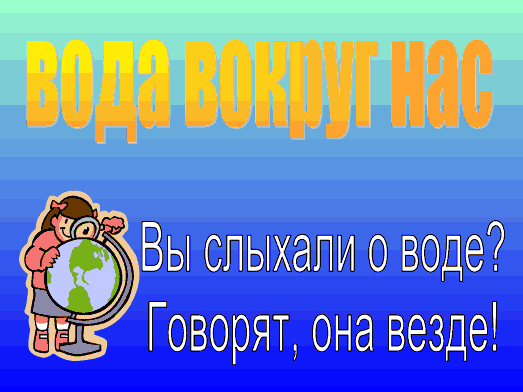 вода вокруг нас
Вы слыхали о воде?
Говорят, она везде!